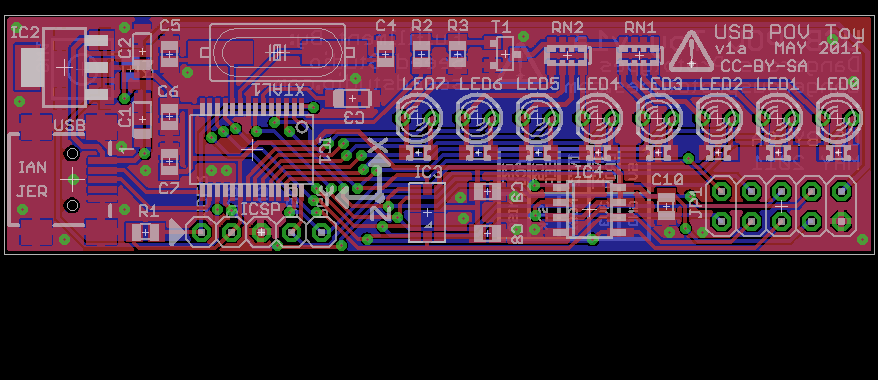 IC2
C5
C4
R2
R3
T1
RN2
RN1
USB POV Toy
v1a MAY 2011
CC-BY-SA
C2
C6
XTAL1
C3
LED7
LED6
LED5
LED4
LED3
LED2
LED1
LED0
C1
USB
IC1
X
IAN
JER
C7
IC3
IC4
C10
C9
JP1
Y
Z
R1
ICSP
C8